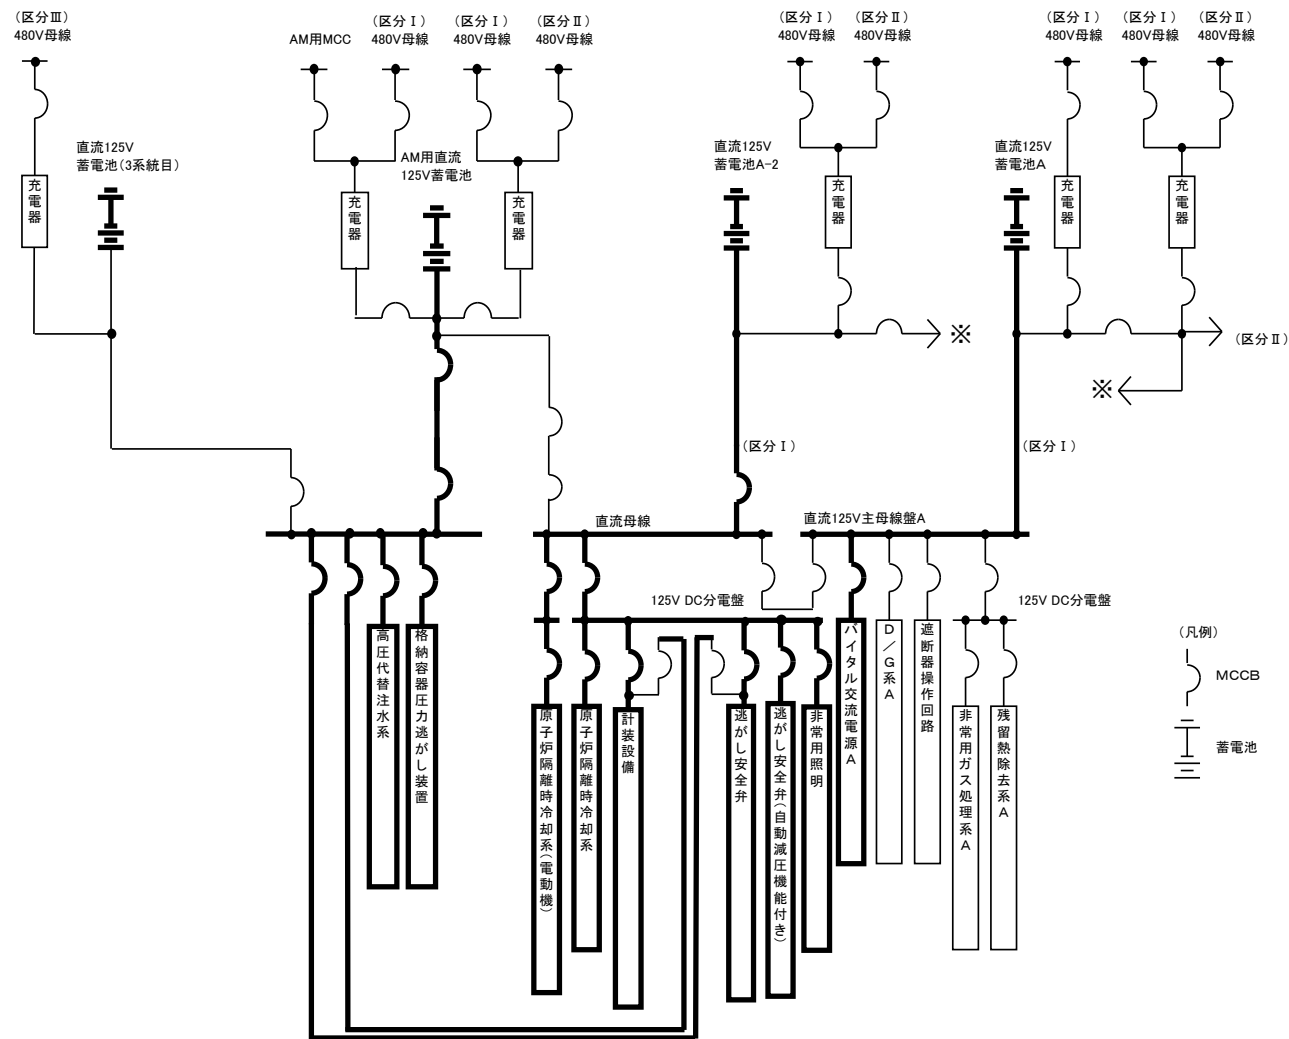 (区分Ⅲ)
480V母線
AM用MCC
(区分Ⅰ)
480V母線
(区分Ⅰ)
480V母線
(区分Ⅱ)
480V母線
(区分Ⅰ)
480V母線
(区分Ⅱ)
480V母線
(区分Ⅰ)
480V母線
(区分Ⅰ)
480V母線
(区分Ⅱ)
480V母線
直流125V
蓄電池(3系統目)
AM用直流
125V蓄電池
直流125V
蓄電池A-2
直流125V
蓄電池A
充電器
充電器
充電器
充電器
充電器
充電器
※
(区分Ⅱ)
※
(区分Ⅰ)
(区分Ⅰ)
直流母線
直流125V主母線盤A
125V DC分電盤
125V DC分電盤
高圧代替注水系
格納容器圧力逃がし装置
原子炉隔離時冷却系(電動機)
原子炉隔離時冷却系
計装設備
逃がし安全弁
逃がし安全弁(自動減圧機能付き)
非常用照明
バイタル交流電源A
D/G系A
遮断器操作回路
非常用ガス処理系A
残留熱除去系A
(凡例)
MCCB
蓄電池